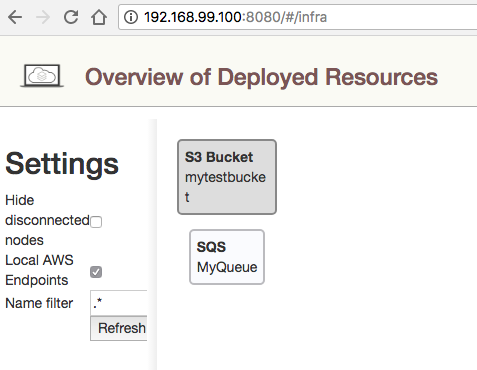 192.168.99.100:8080/#/infra
Overview of Deployed Resources
Settings
Hide
disconnected
nodes
Local AWS
Endpoints
Name filter .*
Refresh
S3 Bucket
mytestbucke
t
SQS
MyQueue